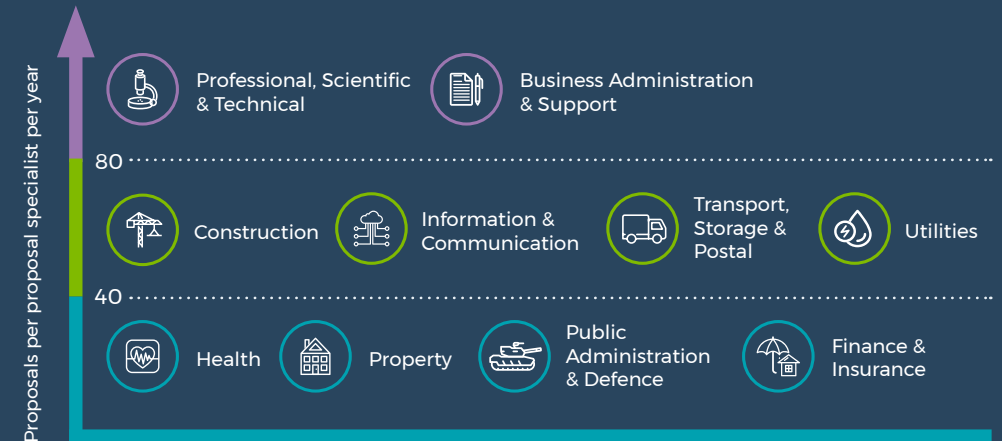 Proposals per proposal specialist per year
Professional, Scientific
& Technical
Business Administration
& Support
80
Construction
Information &
Communication
Transport,
Storage &
Postal
Utilities
40
Health
Property
Public
Administration
& Defence
Finance &
Insurance